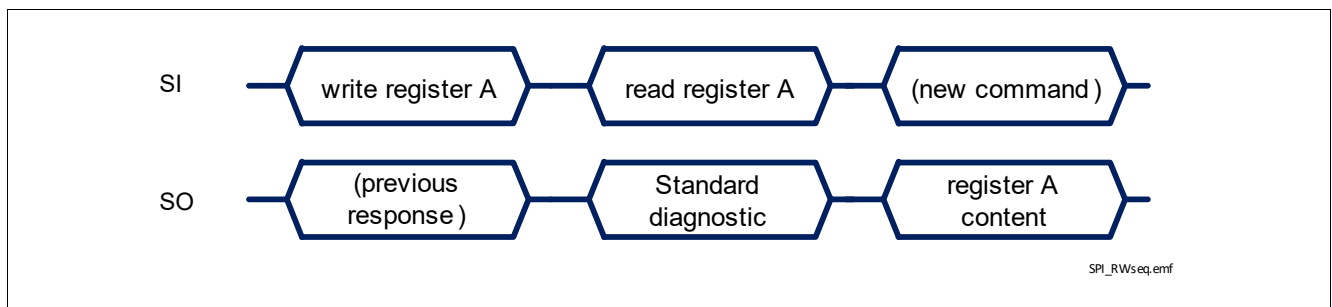 SI
write register A
read register A
(new command)
SO
(previous
response)
Standard
diagnostic
register A
content
SPI_RWseq.emf